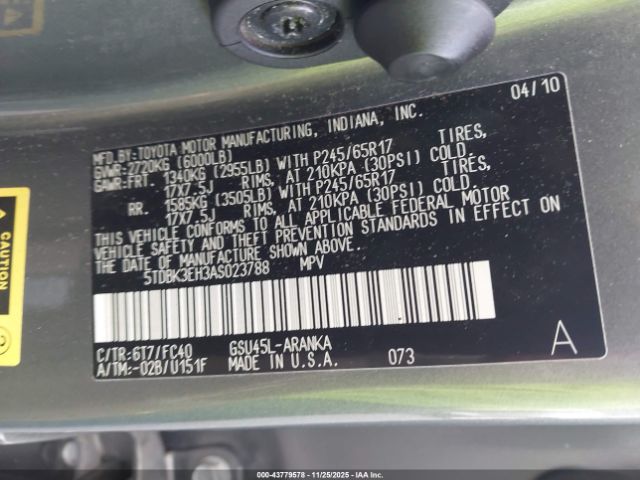 04/10
MFD.BY:TOYOTA MOTOR MANUFACTURING, INDIANA, INC.
GVWR:2720KG (6000LB)
GAWR:FRT. 1340KG (2955LB) WITH P245/65R17 TIRES,
17X7.5J RIMS, AT 210KPA (30PSI) COLD.
RR. 1585KG (3505LB) WITH P245/65R17 TIRES,
17X7.5J RIMS, AT 210KPA (30PSI) COLD.
THIS VEHICLE CONFORMS TO ALL APPLICABLE FEDERAL MOTOR
VEHICLE SAFETY AND THEFT PREVENTION STANDARDS IN EFFECT ON
THE DATE OF MANUFACTURE SHOWN ABOVE.
5TDBK3EH3AS023788 MPV
C/TR:6T7/FC40 GSU45L-ARANKA
A/TM:-02B/U151F MADE IN U.S.A. 073 A
000-43779578 - 11/25/2025 - IAAI.CA